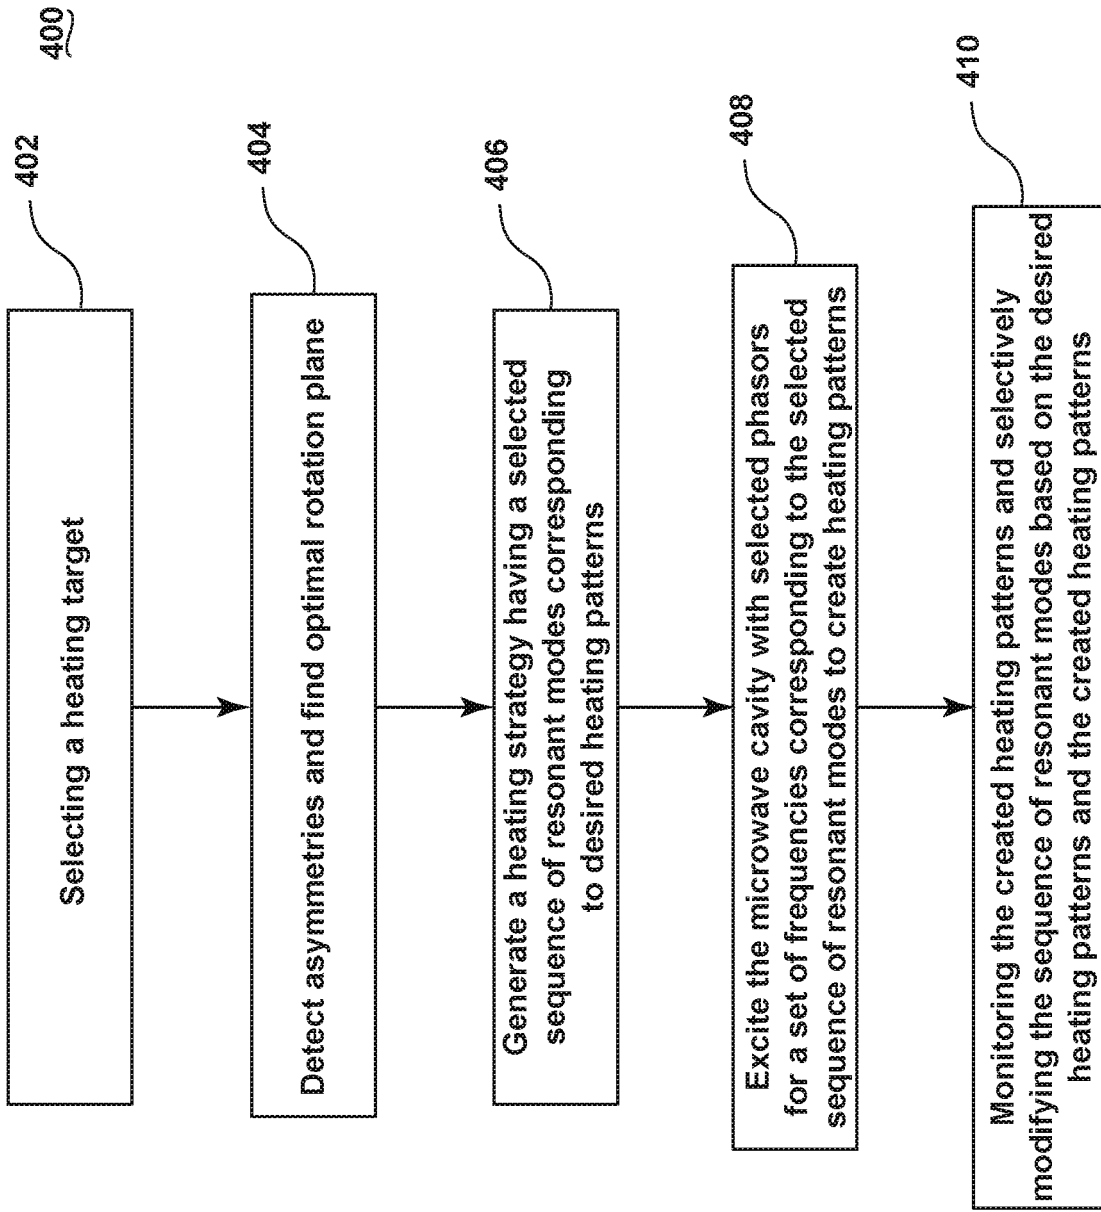 400
402
Selecting a heating target
404
Detect asymmetries and find optimal rotation plane
406
Generate a heating strategy having a selected
sequence of resonant modes corresponding
to desired heating patterns
408
Excite the microwave cavity with selected phasors
for a set of frequencies corresponding to the selected
sequence of resonant modes to create heating patterns
410
Monitoring the created heating patterns and selectively
modifying the sequence of resonant modes based on the desired
heating patterns and the created heating patterns